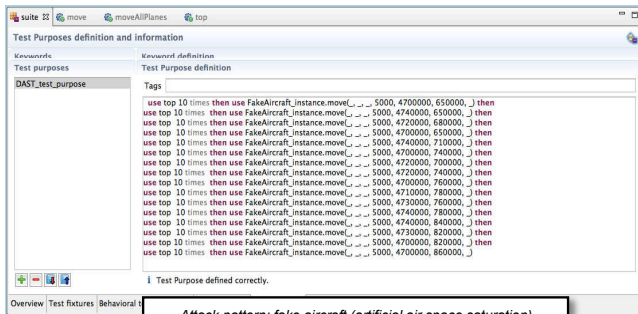 suite move moveAllPlanes top
Test Purposes definition and information
Keywords Keyword definition
Test purposes Test Purpose definition
DAST_test_purpose
Tags
use top 10 times then use FakeAircraft_instance.move(_, _, _, 5000, 4700000, 650000, _) then
use top 10 times then use FakeAircraft_instance.move(_, _, _, 5000, 4740000, 650000, _) then
use top 10 times then use FakeAircraft_instance.move(_, _, _, 5000, 4720000, 680000, _) then
use top 10 times then use FakeAircraft_instance.move(_, _, _, 5000, 4700000, 650000, _) then
use top 10 times then use FakeAircraft_instance.move(_, _, _, 5000, 4740000, 710000, _) then
use top 10 times then use FakeAircraft_instance.move(_, _, _, 5000, 4700000, 740000, _) then
use top 10 times then use FakeAircraft_instance.move(_, _, _, 5000, 4720000, 700000, _) then
use top 10 times then use FakeAircraft_instance.move(_, _, _, 5000, 4720000, 740000, _) then
use top 10 times then use FakeAircraft_instance.move(_, _, _, 5000, 4700000, 760000, _) then
use top 10 times then use FakeAircraft_instance.move(_, _, _, 5000, 4710000, 780000, _) then
use top 10 times then use FakeAircraft_instance.move(_, _, _, 5000, 4730000, 760000, _) then
use top 10 times then use FakeAircraft_instance.move(_, _, _, 5000, 4740000, 780000, _) then
use top 10 times then use FakeAircraft_instance.move(_, _, _, 5000, 4740000, 840000, _) then
use top 10 times then use FakeAircraft_instance.move(_, _, _, 5000, 4730000, 820000, _) then
use top 10 times then use FakeAircraft_instance.move(_, _, _, 5000, 4700000, 820000, _) then
use top 10 times then use FakeAircraft_instance.move(_, _, _, 5000, 4700000, 860000, _)
i Test Purpose defined correctly.
Overview Test fixtures Behavioral t
Attack pattern: fake aircraft (artificial air space saturation)